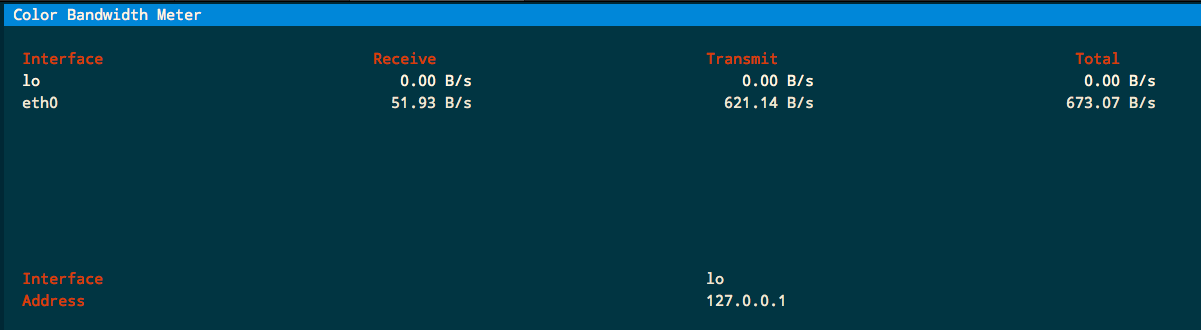 Color Bandwidth Meter
Interface Receive Transmit Total
lo 0.00 B/s 0.00 B/s 0.00 B/s
eth0 51.93 B/s 621.14 B/s 673.07 B/s
Interface lo
Address 127.0.0.1